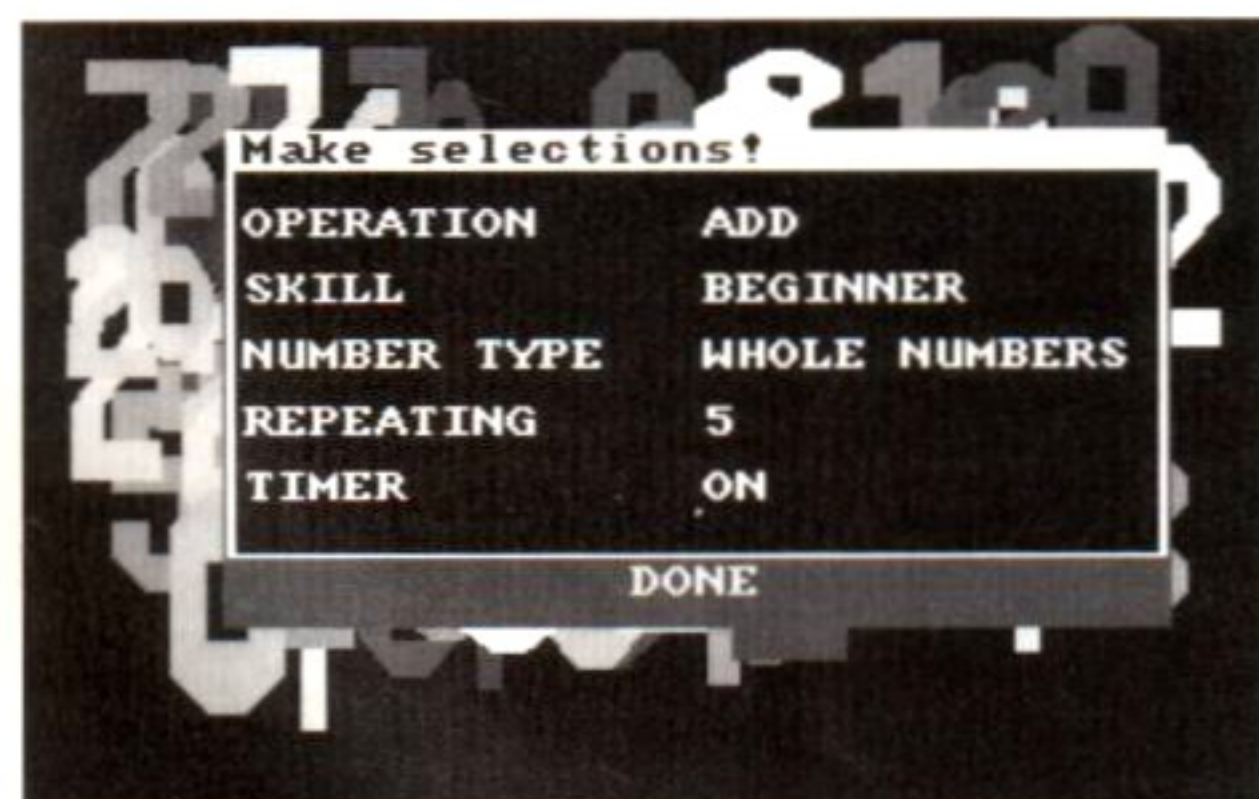 Make selections!
OPERATION ADD
SKILL BEGINNER
NUMBER TYPE WHOLE NUMBERS
REPEATING 5
TIMER ON
DONE